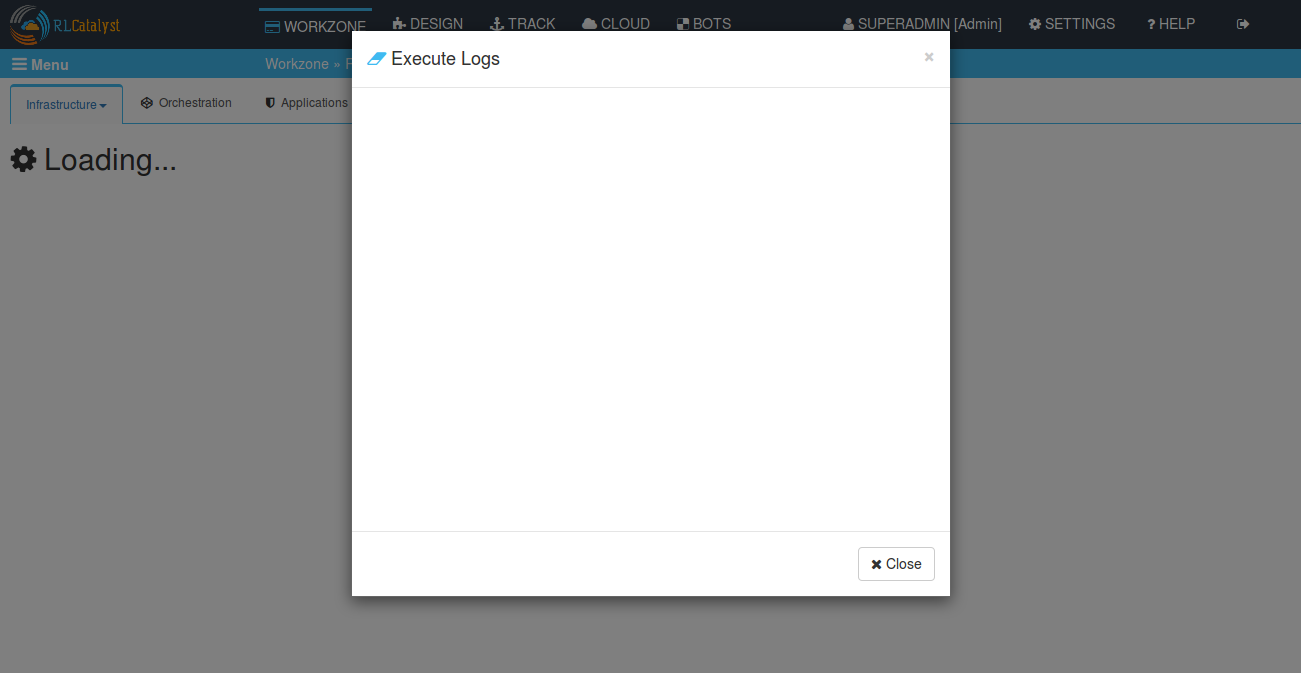 RLCatalyst WORKZONE DESIGN TRACK CLOUD BOTS SUPERADMIN [Admin] SETTINGS ? HELP
Execute Logs ×
Menu Workzone »
Infrastructure Orchestration Applications
Loading...
Close